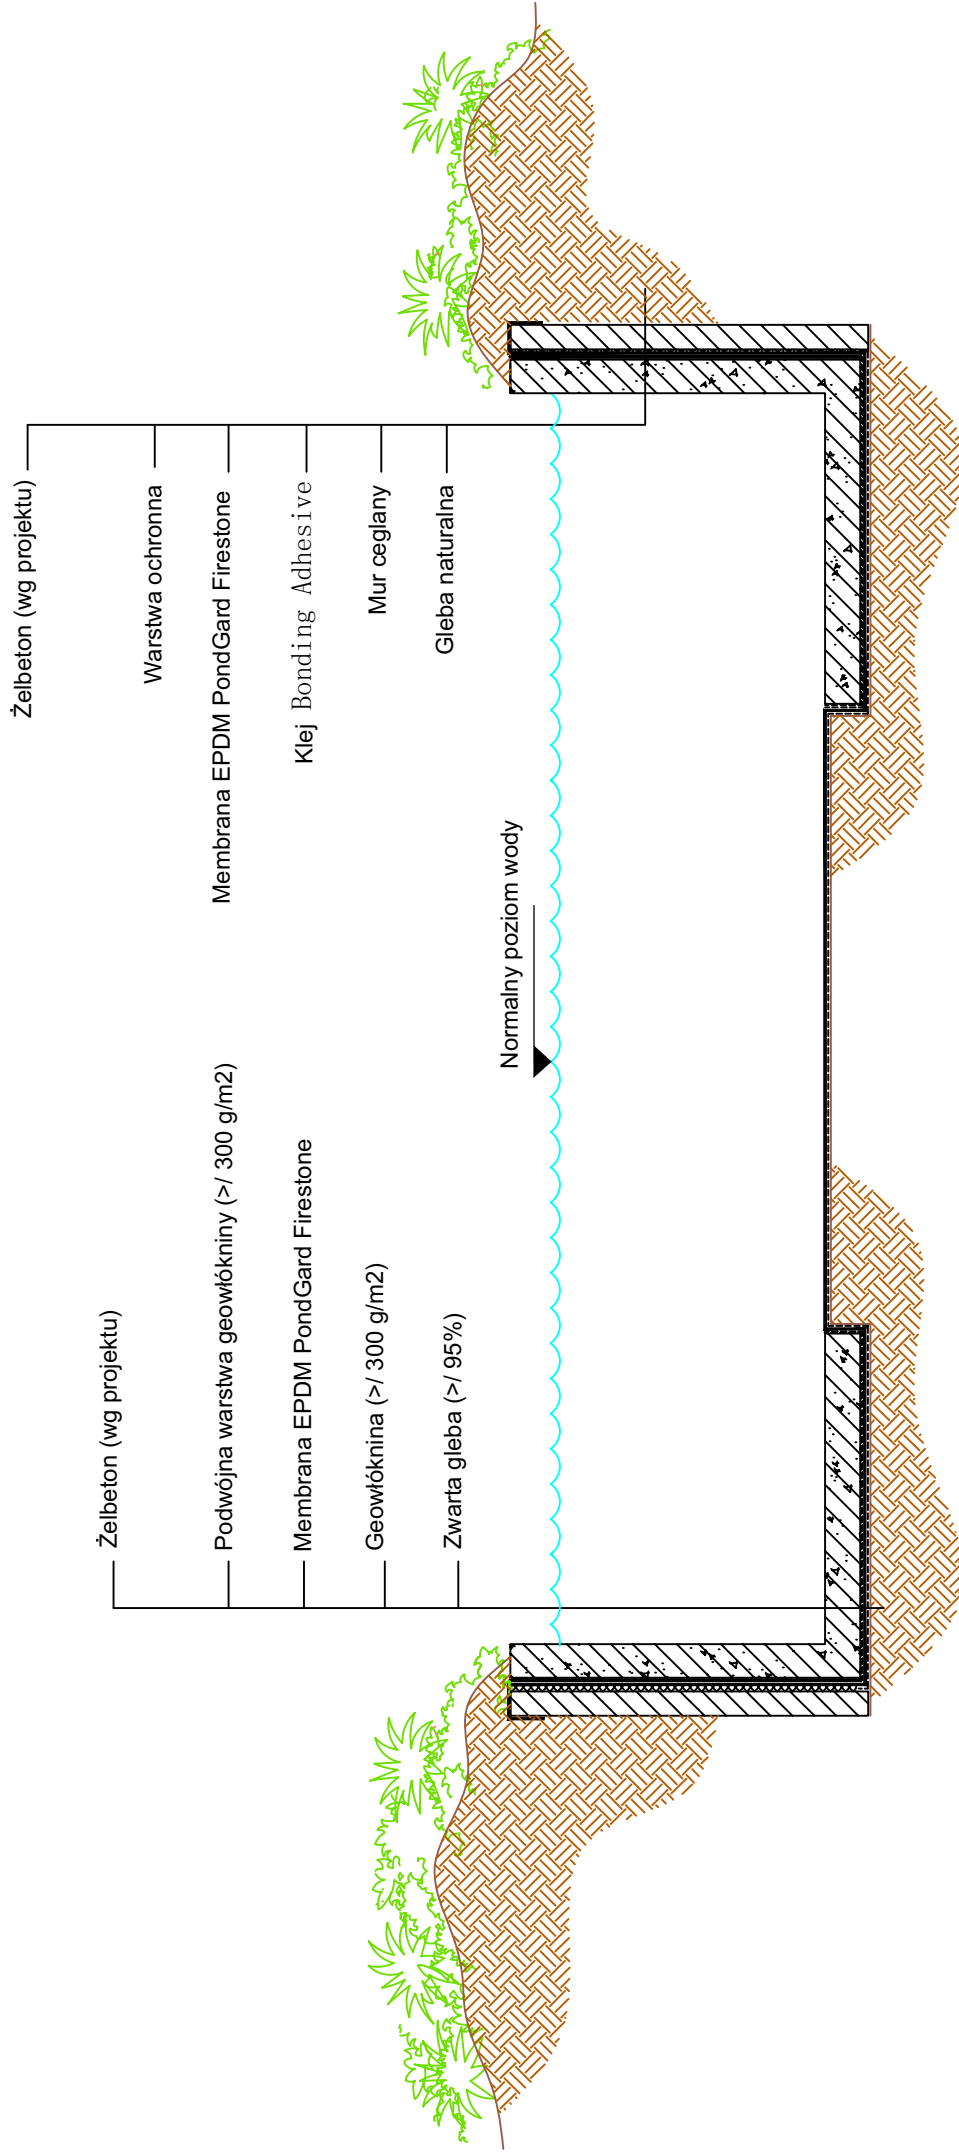 Żelbeton (wg projektu)
Podwójna warstwa geowłókniny (>/ 300 g/m2)
Membrana EPDM PondGard Firestone
Geowłóknina (>/ 300 g/m2)
Zwarta gleba (>/ 95%)
Normalny poziom wody
Żelbeton (wg projektu)
Warstwa ochronna
Membrana EPDM PondGard Firestone
Klej Bonding Adhesive
Mur ceglany
Gleba naturalna